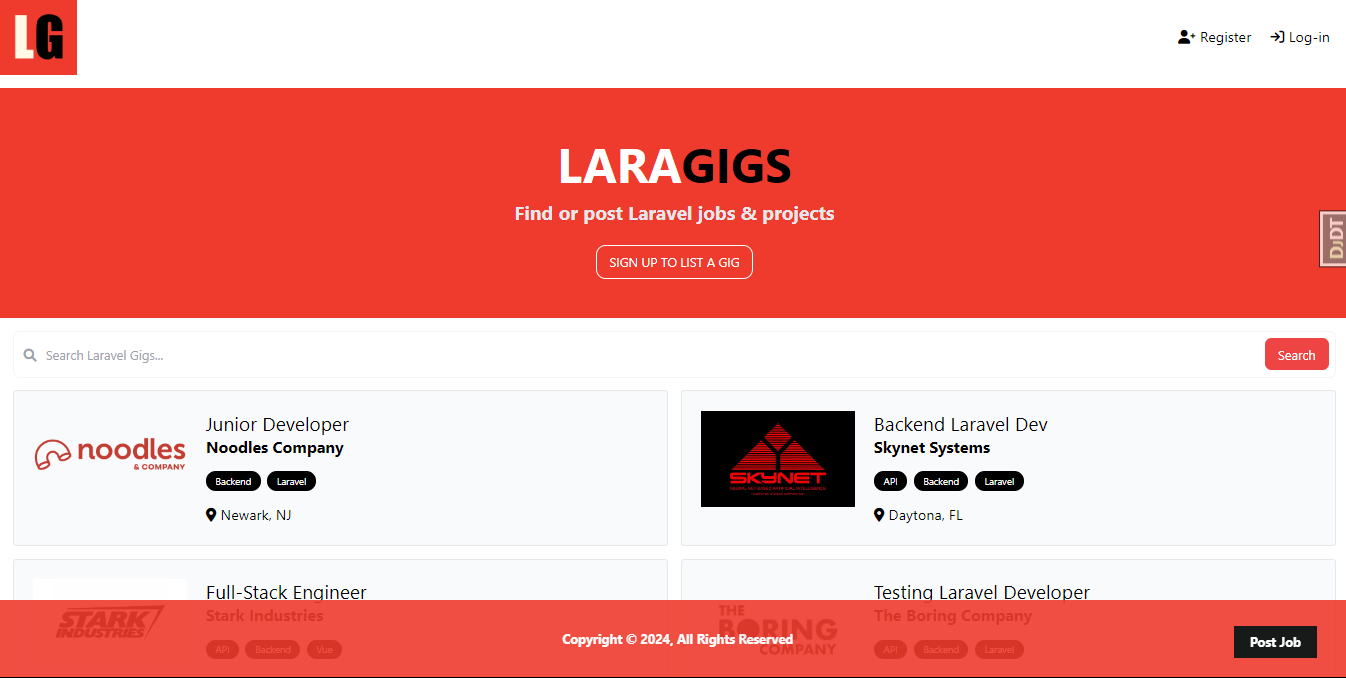 LG
Register
Log-in
LARAGIGS
Find or post Laravel jobs & projects
SIGN UP TO LIST A GIG
DJDT
Search Laravel Gigs...
Search
noodles
& COMPANY
Junior Developer
Noodles Company
Backend Laravel
Newark, NJ
SKYNET
Backend Laravel Dev
Skynet Systems
API Backend Laravel
Daytona, FL
STARK
INDUSTRIES
Full-Stack Engineer
Stark Industries
API Backend Vue
THE
BORING
COMPANY
Testing Laravel Developer
The Boring Company
API Backend Laravel
Copyright © 2024, All Rights Reserved
Post Job